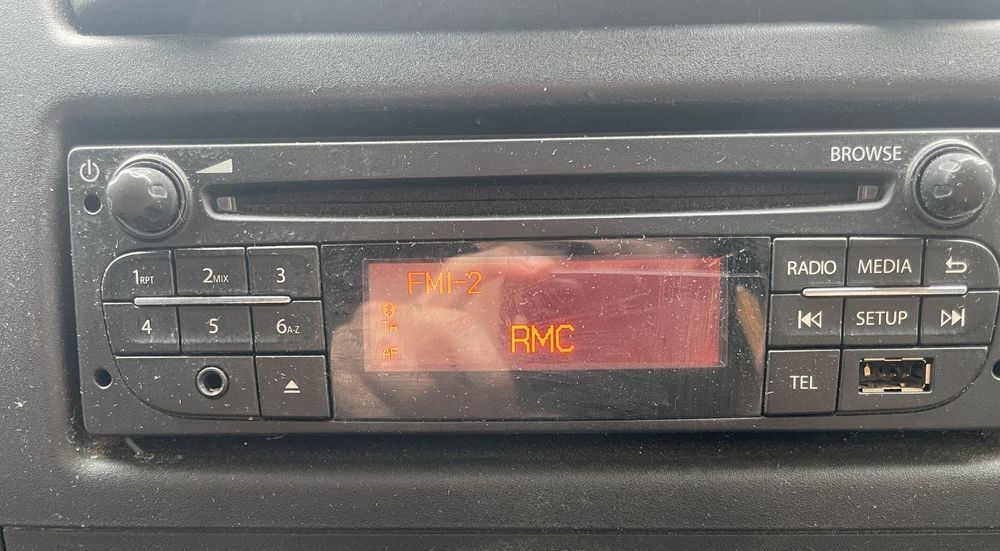 BROWSE
1RPT 2MIX 3
4 5 6A-Z
FM1-2
TA
AF
RMC
RADIO MEDIA
SETUP
TEL